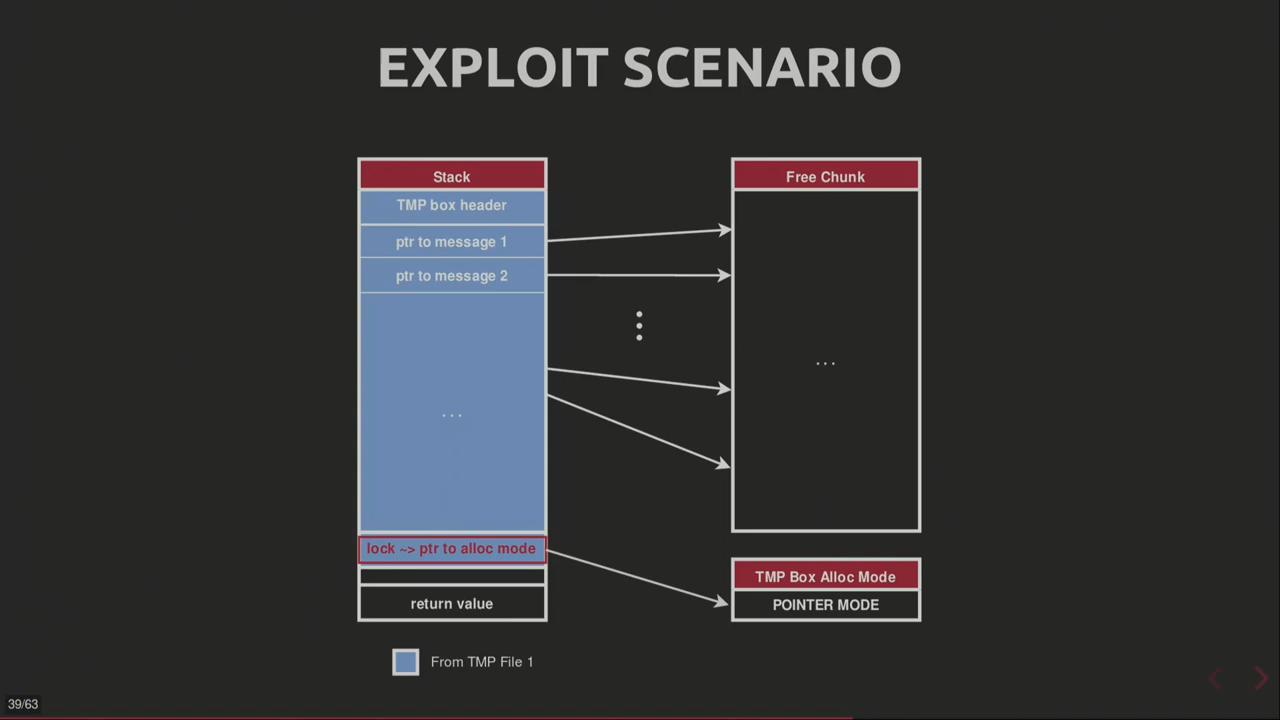 EXPLOIT SCENARIO
Stack
TMP box header
ptr to message 1
ptr to message 2
...
lock ~> ptr to alloc mode
return value
Free Chunk
...
TMP Box Alloc Mode
POINTER MODE
From TMP File 1
39/63